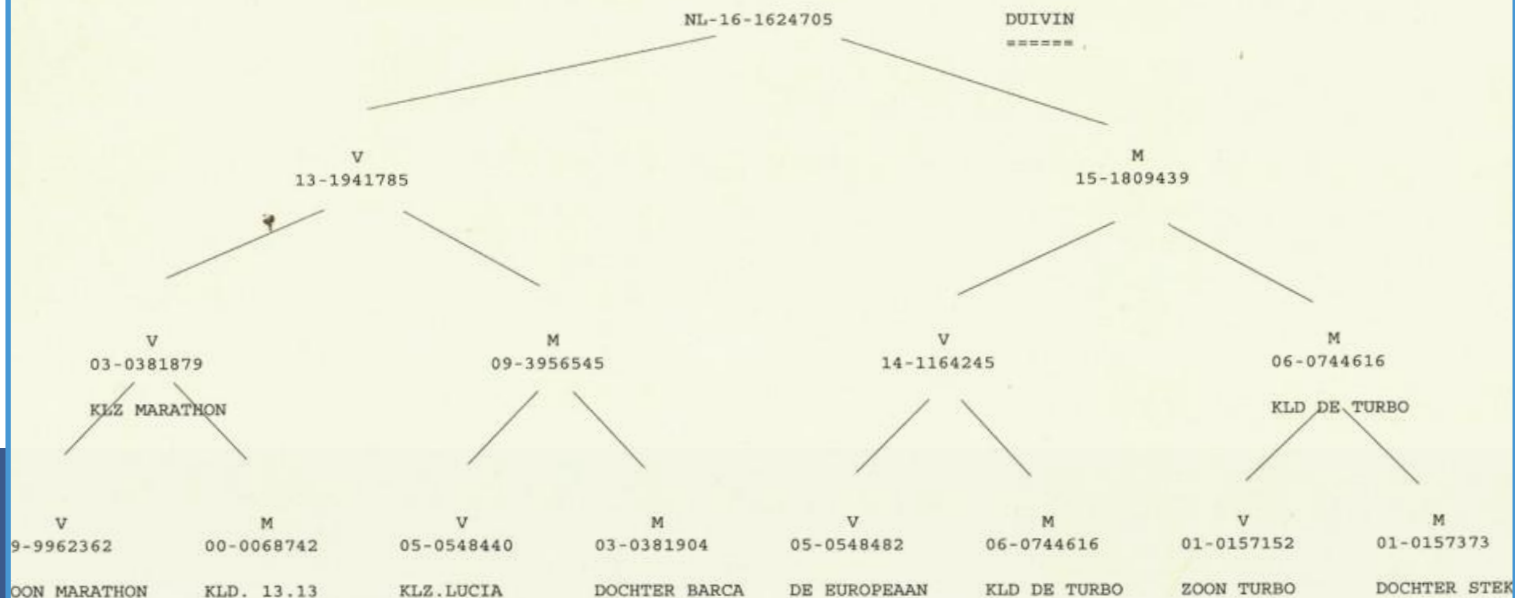 NL-16-1624705 DUIVIN
======
V M
13-1941785 15-1809439
V M V M
03-0381879 09-3956545 14-1164245 06-0744616
KLZ MARATHON KLD DE TURBO
V M V M V M V M
9-9962362 00-0068742 05-0548440 03-0381904 05-0548482 06-0744616 01-0157152 01-0157373
OON MARATHON KLD. 13.13 KLZ.LUCIA DOCHTER BARCA DE EUROPEAAN KLD DE TURBO ZOON TURBO DOCHTER STEK